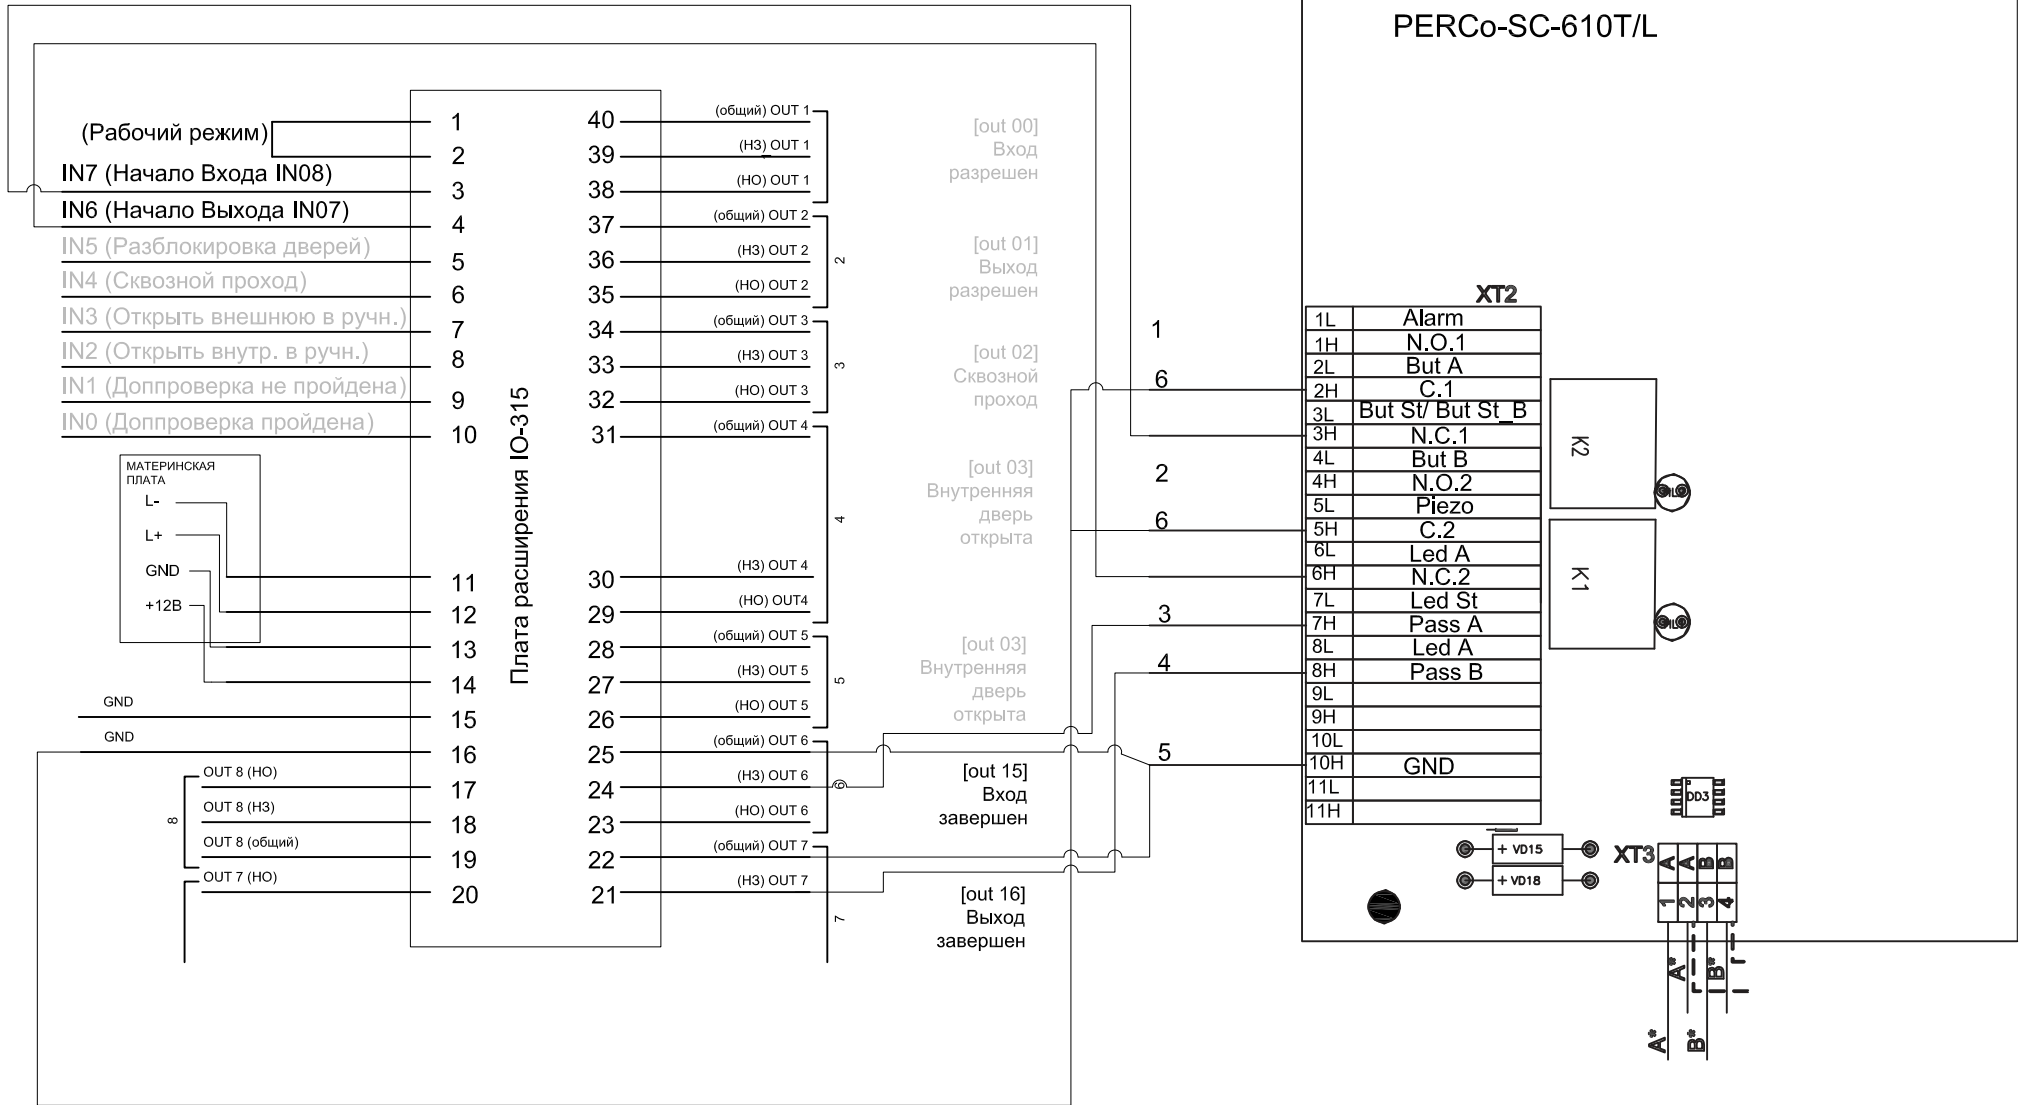 PERCo-SC-610T/L
(Рабочий режим)
IN7 (Начало Входа IN08)
IN6 (Начало Выхода IN07)
IN5 (Разблокировка дверей)
IN4 (Сквозной проход)
IN3 (Открыть внешнюю в ручн.)
IN2 (Открыть внутр. в ручн.)
IN1 (Доппроверка не пройдена)
IN0 (Доппроверка пройдена)
МАТЕРИНСКАЯ
ПЛАТА
L-
L+
GND
+12В
GND
GND
OUT 8 (НО)
OUT 8 (НЗ)
OUT 8 (общий)
OUT 7 (НО)
8
1
2
3
4
5
6
7
8
9
10
11
12
13
14
15
16
17
18
19
20
Плата расширения IO-315
40
39
38
37
36
35
34
33
32
31
30
29
28
27
26
25
24
23
22
21
(общий) OUT 1
(НЗ) OUT 1
(НО) OUT 1
(общий) OUT 2
(НЗ) OUT 2
(НО) OUT 2
(общий) OUT 3
(НЗ) OUT 3
(НО) OUT 3
(общий) OUT 4
(НЗ) OUT 4
(НО) OUT4
(общий) OUT 5
(НЗ) OUT 5
(НО) OUT 5
(общий) OUT 6
(НЗ) OUT 6
(НО) OUT 6
(общий) OUT 7
(НЗ) OUT 7
2
3
4
5
6
7
[out 00]
Вход
разрешен
[out 01]
Выход
разрешен
[out 02]
Сквозной
проход
[out 03]
Внутренняя
дверь
открыта
[out 03]
Внутренняя
дверь
открыта
[out 15]
Вход
завершен
[out 16]
Выход
завершен
1
6
2
6
3
4
5
XT2
1L Alarm
1H N.O.1
2L But A
2H C.1
3L But St/ But St_B
3H N.C.1
4L But B
4H N.O.2
5L Piezo
5H C.2
6L Led A
6H N.C.2
7L Led St
7H Pass A
8L Led A
8H Pass B
9L
9H
10L
10H GND
11L
11H
K2
K1
DD3
+ VD15
+ VD18
XT3
A A B B
1 2 3 4
A*
B*
A*
B*